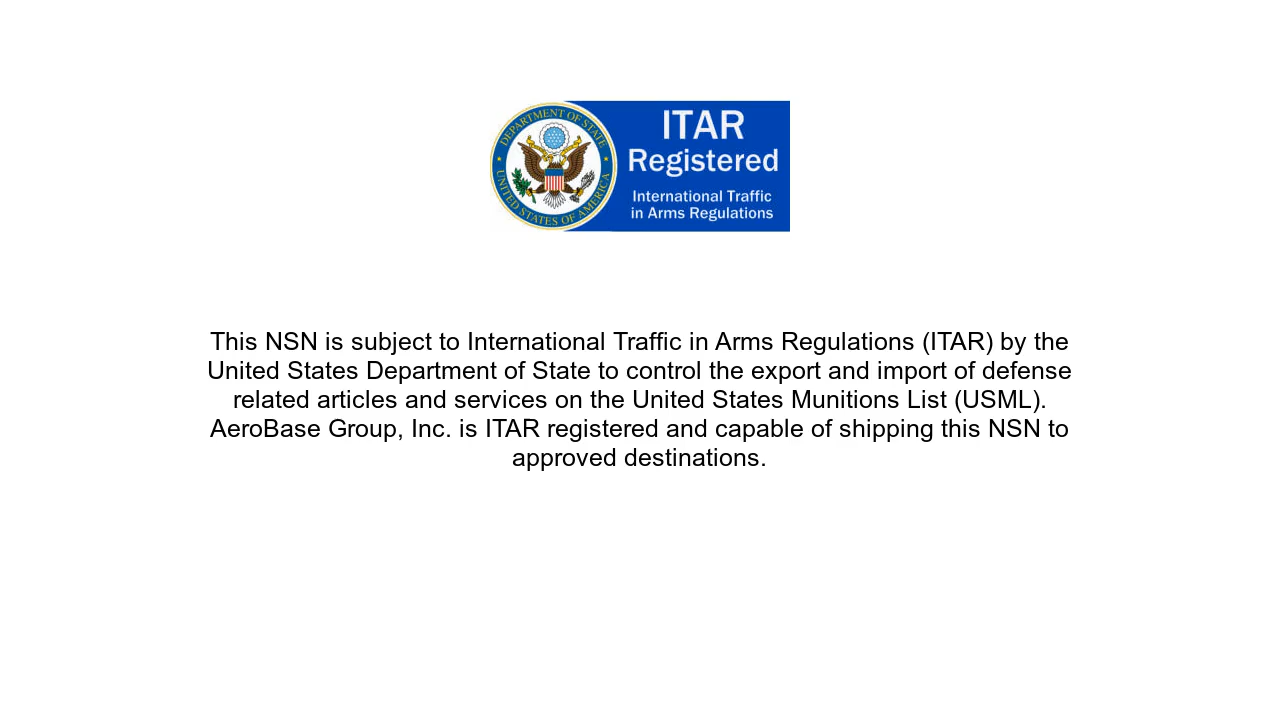 DEPARTMENT OF STATE
UNITED STATES OF AMERICA
ITAR
Registered
International Traffic
in Arms Regulations
This NSN is subject to International Traffic in Arms Regulations (ITAR) by the
United States Department of State to control the export and import of defense
related articles and services on the United States Munitions List (USML).
AeroBase Group, Inc. is ITAR registered and capable of shipping this NSN to
approved destinations.